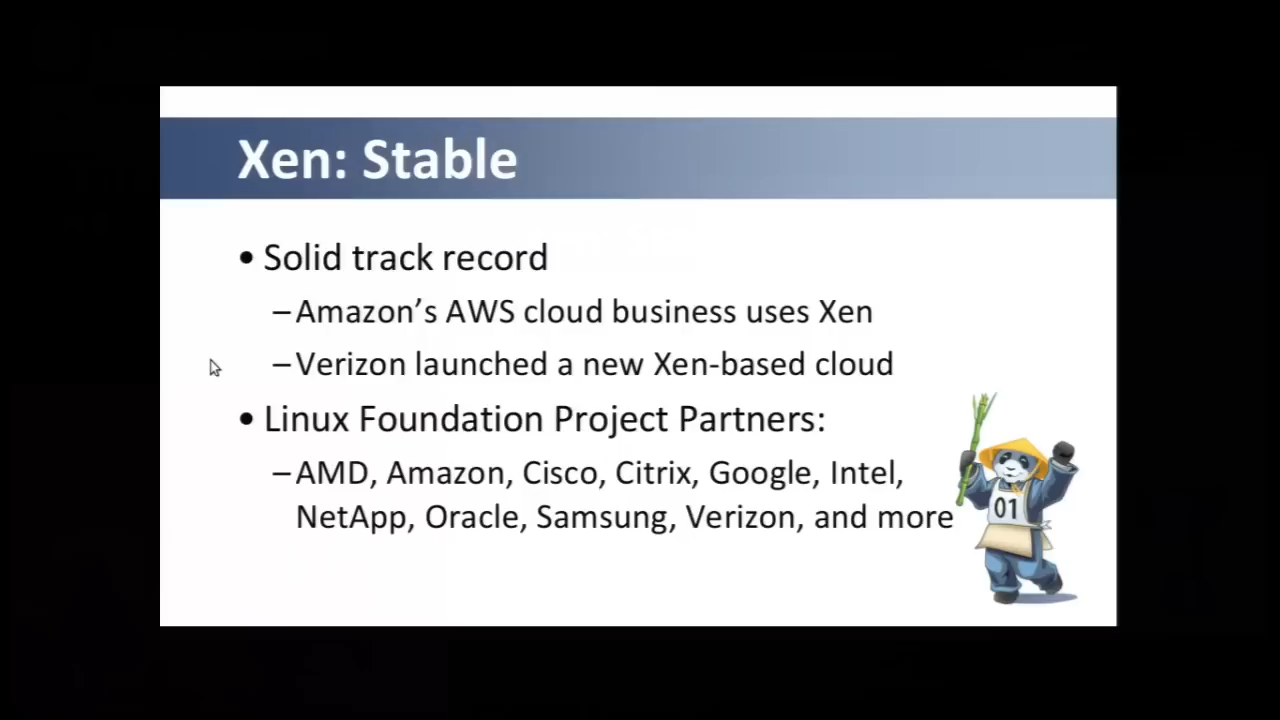 Xen: Stable
• Solid track record
–Amazon’s AWS cloud business uses Xen
–Verizon launched a new Xen-based cloud
• Linux Foundation Project Partners:
–AMD, Amazon, Cisco, Citrix, Google, Intel,
NetApp, Oracle, Samsung, Verizon, and more
01